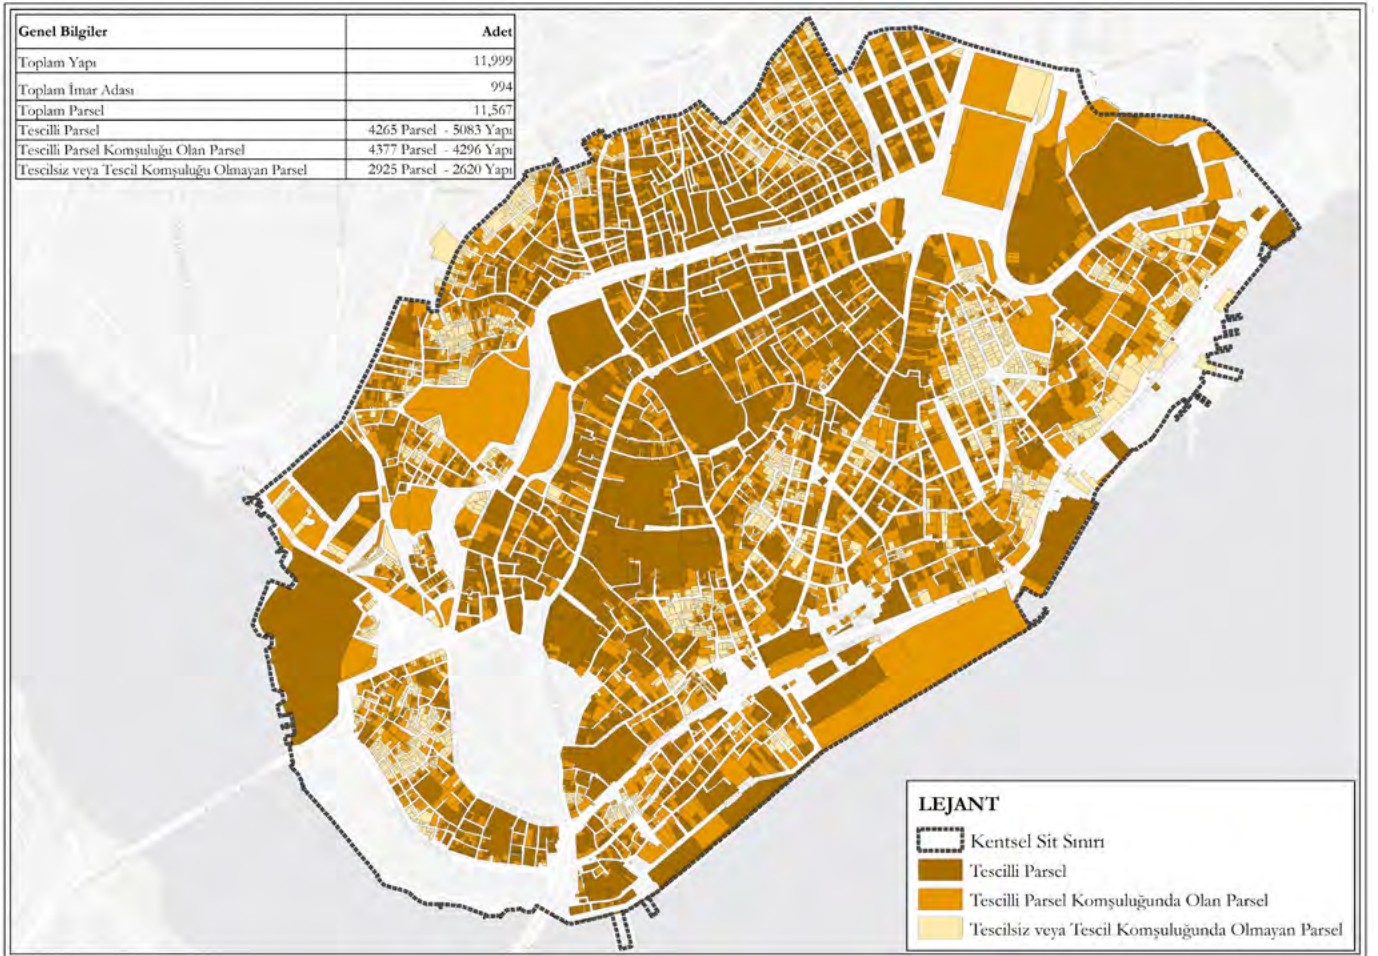 Genel Bilgiler Adet
Toplam Yapı 11,999
Toplam İmar Adası 994
Toplam Parsel 11,567
Tescilli Parsel 4265 Parsel - 5083 Yapı
Tescilli Parsel Komşuluğu Olan Parsel 4377 Parsel - 4296 Yapı
Tescilsiz veya Tescil Komşuluğu Olmayan Parsel 2925 Parsel - 2620 Yapı
LEJANT
Kentsel Sit Sınırı
Tescilli Parsel
Tescilli Parsel Komşuluğunda Olan Parsel
Tescilsiz veya Tescil Komşuluğunda Olmayan Parsel